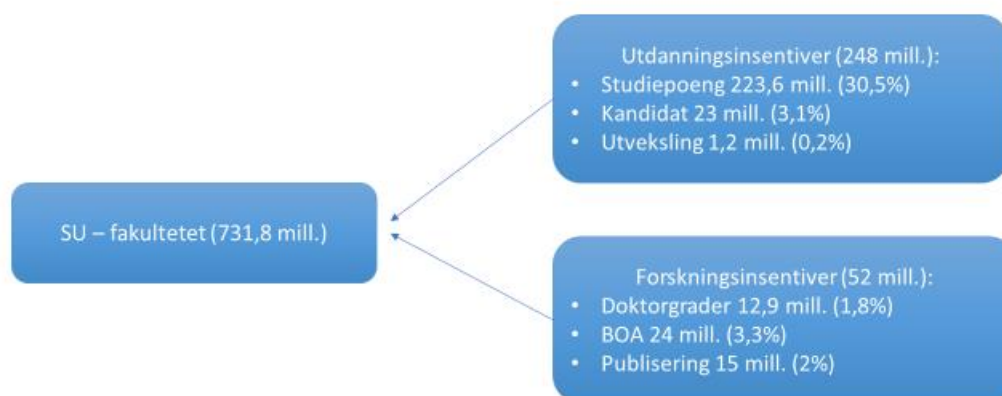 Utdanningsinsentiver (248 mill.):
• Studiepoeng 223,6 mill. (30,5%)
• Kandidat 23 mill. (3,1%)
• Utveksling 1,2 mill. (0,2%)
SU – fakultetet (731,8 mill.)
Forskningsinsentiver (52 mill.):
• Doktorgrader 12,9 mill. (1,8%)
• BOA 24 mill. (3,3%)
• Publisering 15 mill. (2%)